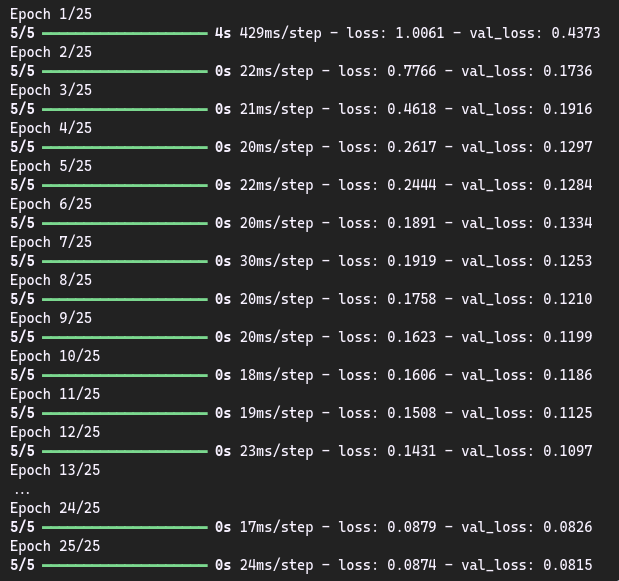 Epoch 1/25
5/5 ━━━━━━━━━━━━━━━━━━━━ 4s 429ms/step - loss: 1.0061 - val_loss: 0.4373
Epoch 2/25
5/5 ━━━━━━━━━━━━━━━━━━━━ 0s 22ms/step - loss: 0.7766 - val_loss: 0.1736
Epoch 3/25
5/5 ━━━━━━━━━━━━━━━━━━━━ 0s 21ms/step - loss: 0.4618 - val_loss: 0.1916
Epoch 4/25
5/5 ━━━━━━━━━━━━━━━━━━━━ 0s 20ms/step - loss: 0.2617 - val_loss: 0.1297
Epoch 5/25
5/5 ━━━━━━━━━━━━━━━━━━━━ 0s 22ms/step - loss: 0.2444 - val_loss: 0.1284
Epoch 6/25
5/5 ━━━━━━━━━━━━━━━━━━━━ 0s 20ms/step - loss: 0.1891 - val_loss: 0.1334
Epoch 7/25
5/5 ━━━━━━━━━━━━━━━━━━━━ 0s 30ms/step - loss: 0.1919 - val_loss: 0.1253
Epoch 8/25
5/5 ━━━━━━━━━━━━━━━━━━━━ 0s 20ms/step - loss: 0.1758 - val_loss: 0.1210
Epoch 9/25
5/5 ━━━━━━━━━━━━━━━━━━━━ 0s 20ms/step - loss: 0.1623 - val_loss: 0.1199
Epoch 10/25
5/5 ━━━━━━━━━━━━━━━━━━━━ 0s 18ms/step - loss: 0.1606 - val_loss: 0.1186
Epoch 11/25
5/5 ━━━━━━━━━━━━━━━━━━━━ 0s 19ms/step - loss: 0.1508 - val_loss: 0.1125
Epoch 12/25
5/5 ━━━━━━━━━━━━━━━━━━━━ 0s 23ms/step - loss: 0.1431 - val_loss: 0.1097
Epoch 13/25
...
Epoch 24/25
5/5 ━━━━━━━━━━━━━━━━━━━━ 0s 17ms/step - loss: 0.0879 - val_loss: 0.0826
Epoch 25/25
5/5 ━━━━━━━━━━━━━━━━━━━━ 0s 24ms/step - loss: 0.0874 - val_loss: 0.0815